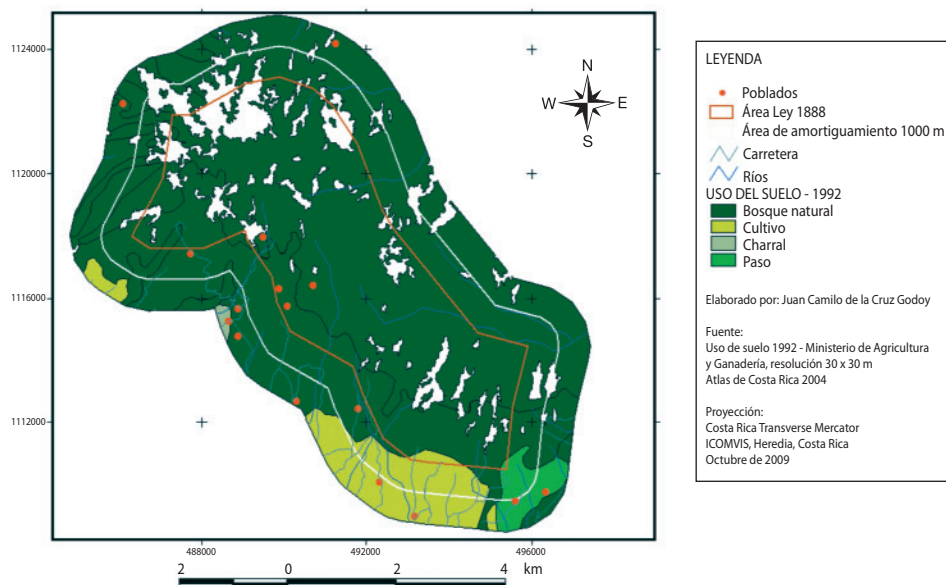 1124000
1120000
1116000
1112000
488000
492000
496000
N
W E
S
2 0 2 4 km
LEYENDA
Poblados
Área Ley 1888
Área de amortiguamiento 1000 m
Carretera
Ríos
USO DEL SUELO - 1992
Bosque natural
Cultivo
Charral
Paso
Elaborado por: Juan Camilo de la Cruz Godoy
Fuente:
Uso de suelo 1992 - Ministerio de Agricultura
y Ganadería, resolución 30 x 30 m
Atlas de Costa Rica 2004
Proyección:
Costa Rica Transverse Mercator
ICOMVIS, Heredia, Costa Rica
Octubre de 2009